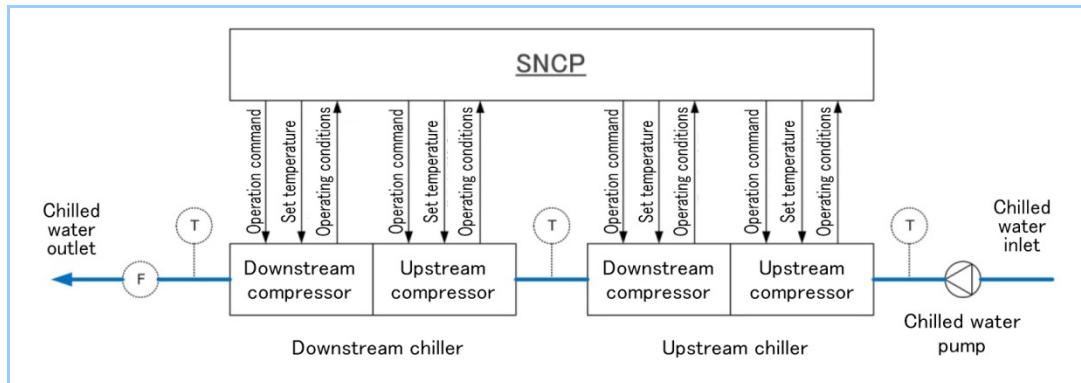 SNCP
Operation command
Set temperature
Operating conditions
Operation command
Set temperature
Operating conditions
Operation command
Set temperature
Operating conditions
Operation command
Set temperature
Operating conditions
Chilled
water
outlet
T
T
T
Chilled
water
inlet
F
Downstream
compressor
Upstream
compressor
Downstream
compressor
Upstream
compressor
Chilled water
pump
Downstream chiller
Upstream chiller